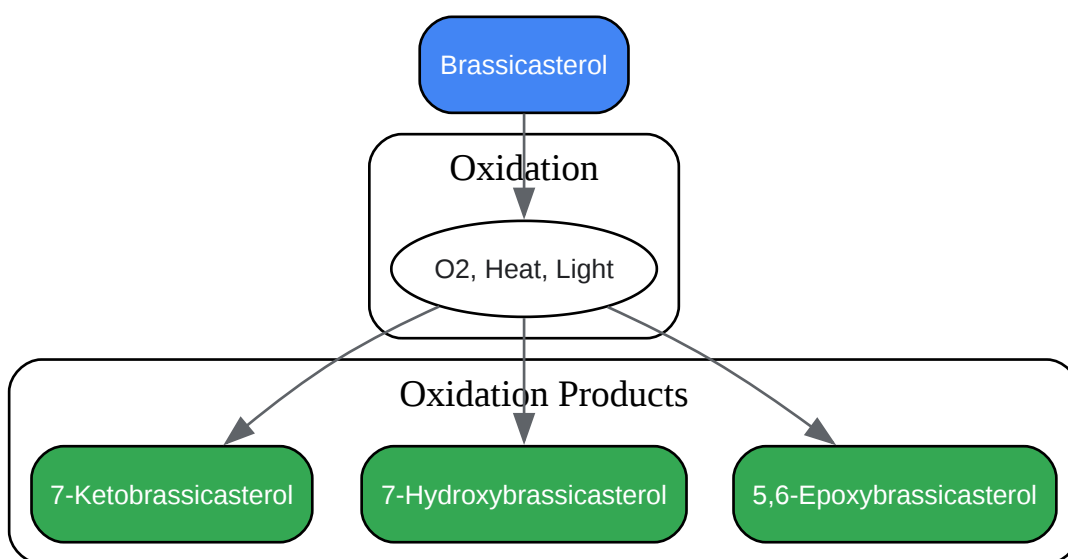 Brassicasterol
Oxidation
O2, Heat, Light
Oxidation Products
7-Ketobrassicasterol
7-Hydroxybrassicasterol
5,6-Epoxybrassicasterol